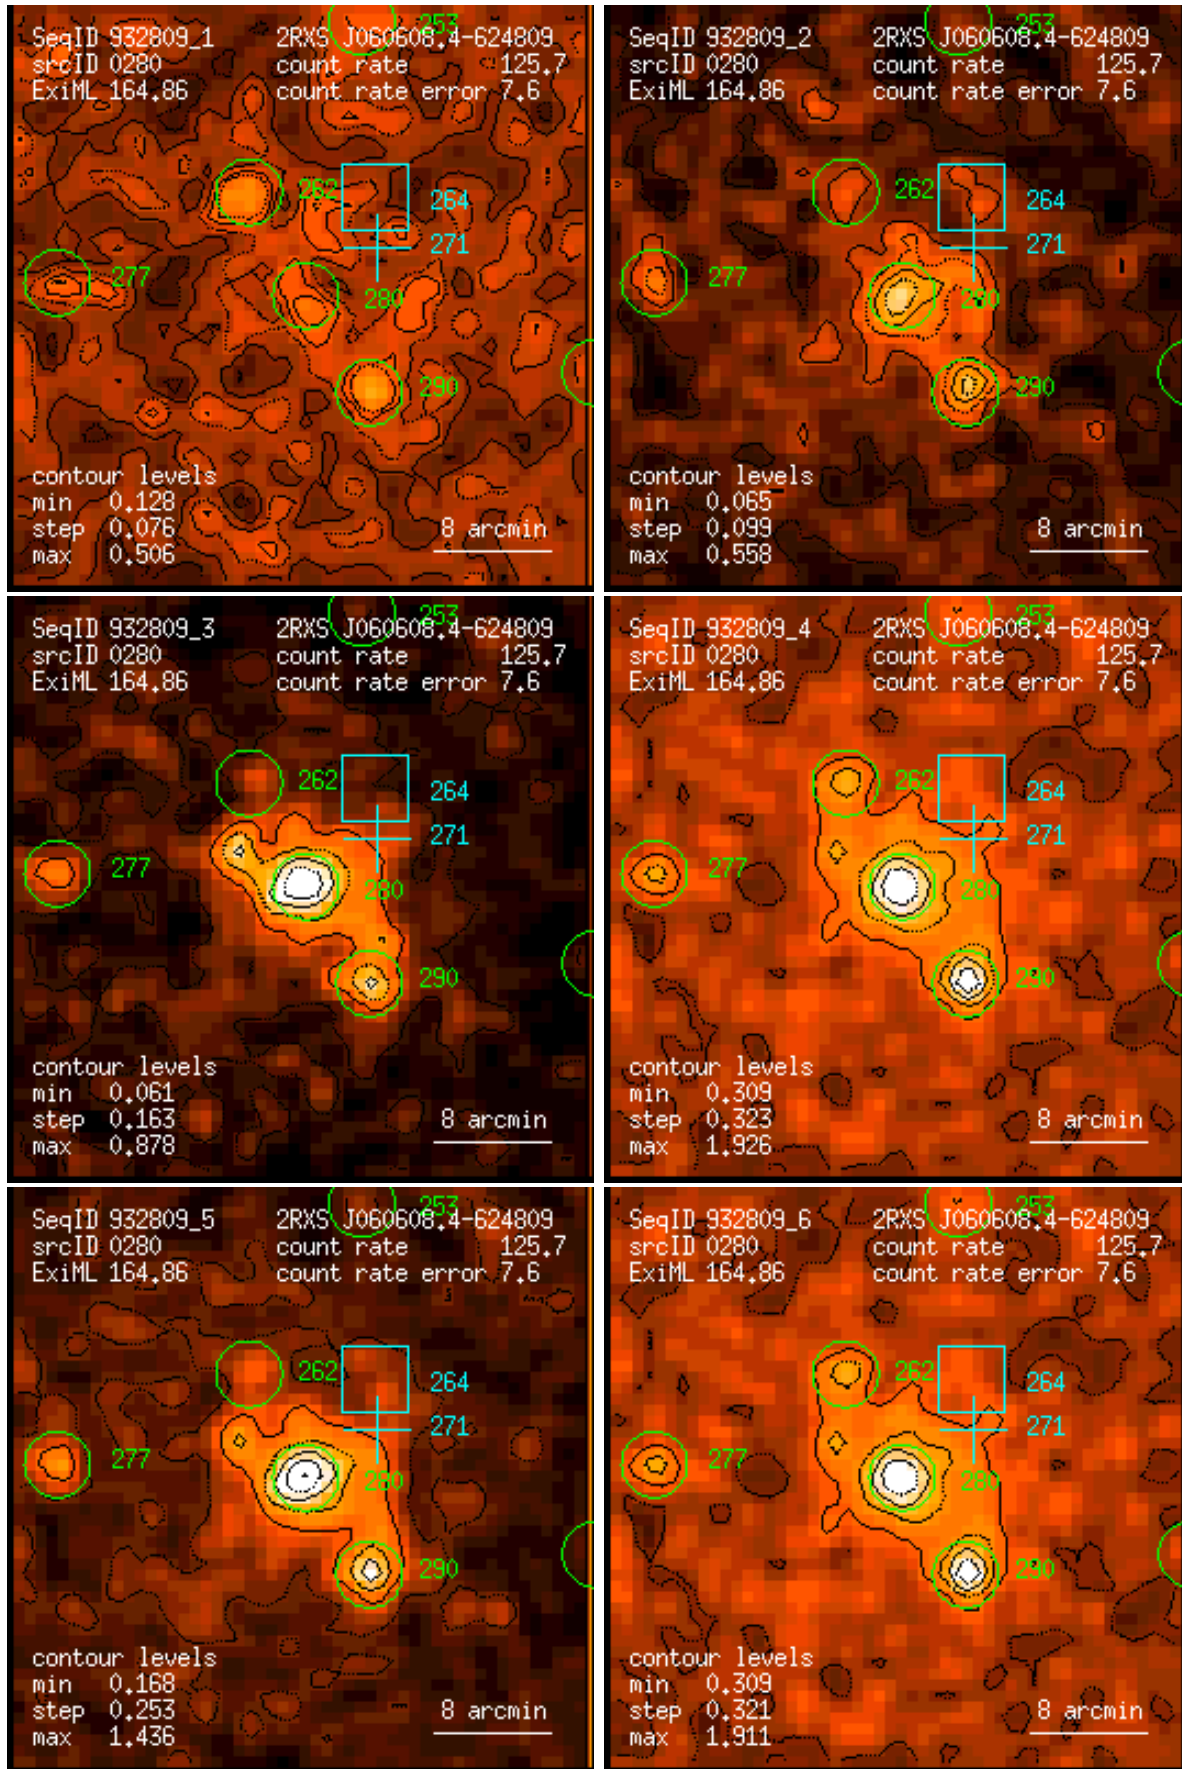 253
SeqID 932809_1 2RXS J060608.4-624809
srcID 0280 count rate 125.7
ExiML 164.86 count rate error 7.6
262
264
271
277
280
290
contour levels
min 0.128
step 0.076
max 0.506
8 arcmin
253
SeqID 932809_2 2RXS J060608.4-624809
srcID 0280 count rate 125.7
ExiML 164.86 count rate error 7.6
262
264
271
277
280
290
contour levels
min 0.065
step 0.099
max 0.558
8 arcmin
253
SeqID 932809_3 2RXS J060608.4-624809
srcID 0280 count rate 125.7
ExiML 164.86 count rate error 7.6
262
264
271
277
280
290
contour levels
min 0.061
step 0.163
max 0.878
8 arcmin
253
SeqID 932809_4 2RXS J060608.4-624809
srcID 0280 count rate 125.7
ExiML 164.86 count rate error 7.6
262
264
271
277
280
290
contour levels
min 0.309
step 0.323
max 1.926
8 arcmin
253
SeqID 932809_5 2RXS J060608.4-624809
srcID 0280 count rate 125.7
ExiML 164.86 count rate error 7.6
262
264
271
277
280
290
contour levels
min 0.168
step 0.253
max 1.436
8 arcmin
253
SeqID 932809_6 2RXS J060608.4-624809
srcID 0280 count rate 125.7
ExiML 164.86 count rate error 7.6
262
264
271
277
280
290
contour levels
min 0.309
step 0.321
max 1.911
8 arcmin